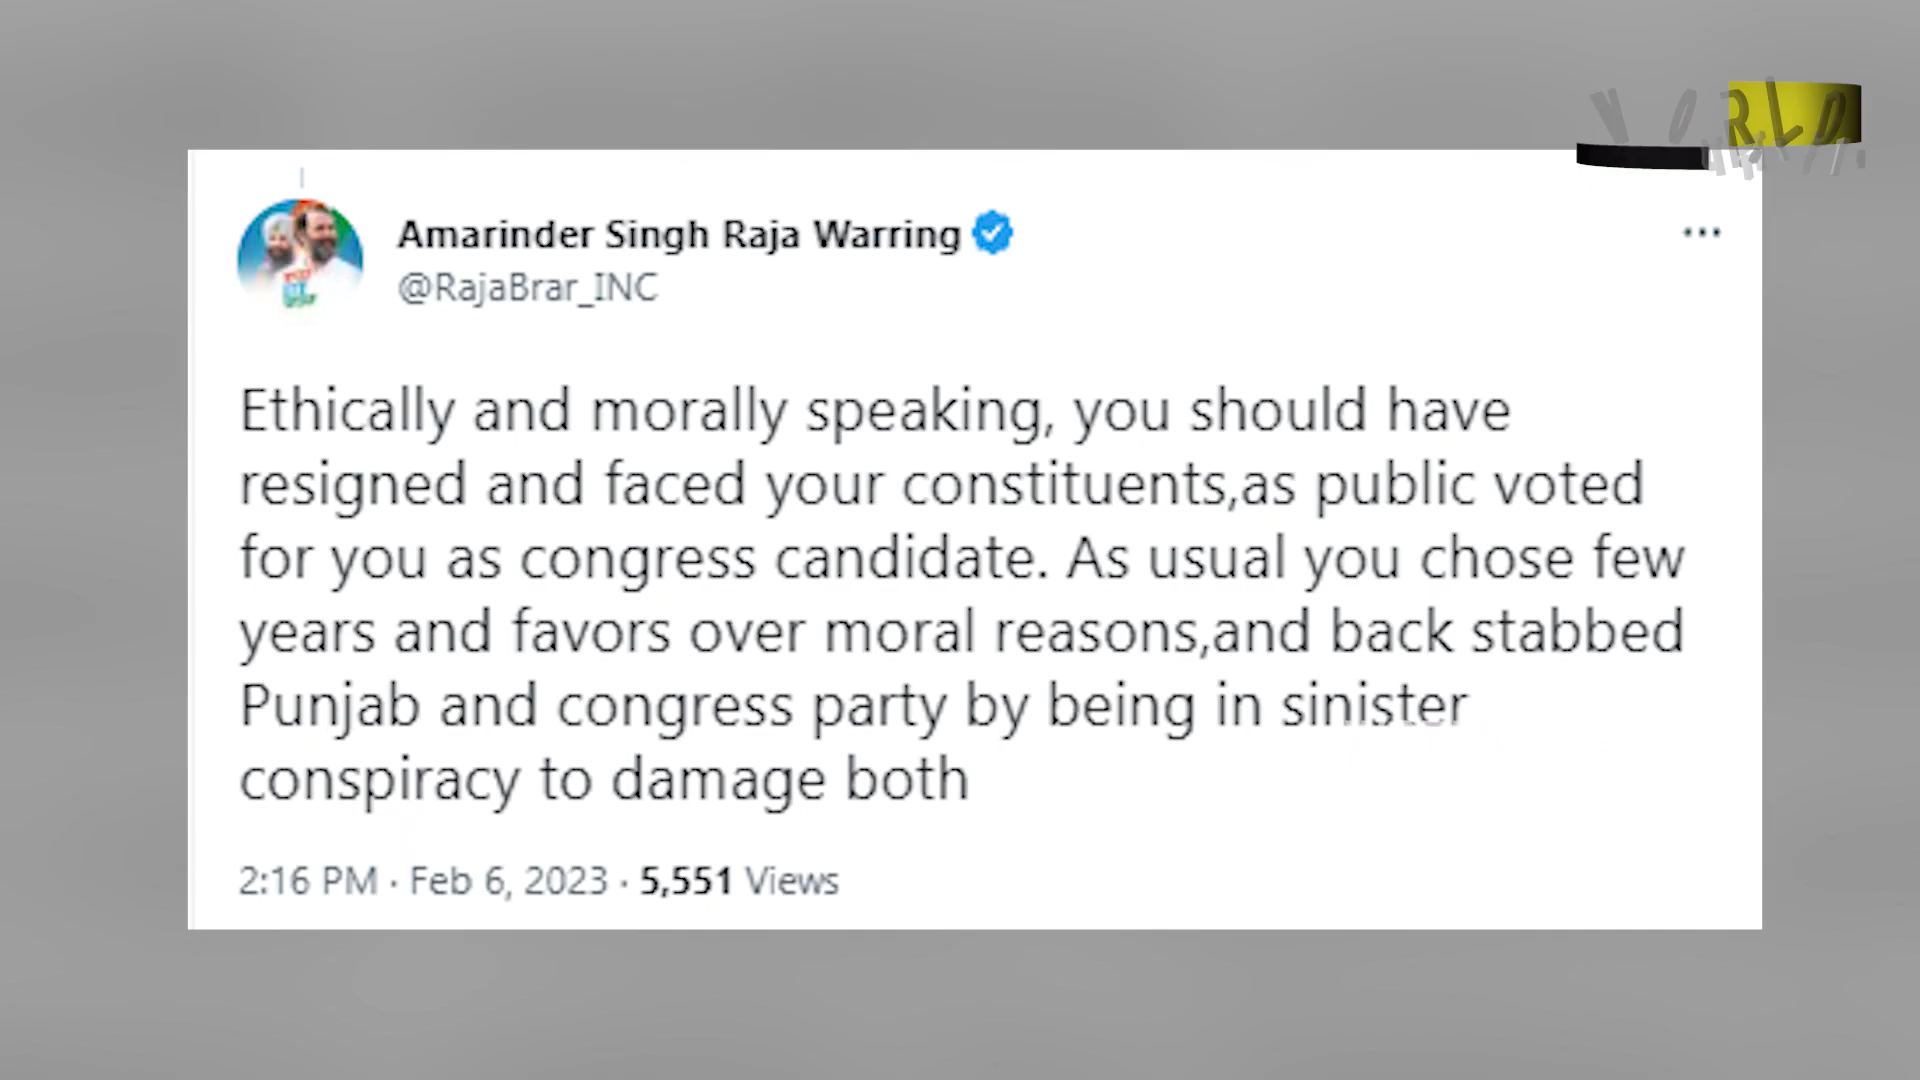 WORLD
Amarinder Singh Raja Warring
@RajaBrar_INC
Ethically and morally speaking, you should have
resigned and faced your constituents,as public voted
for you as congress candidate. As usual you chose few
years and favors over moral reasons,and back stabbed
Punjab and congress party by being in sinister
conspiracy to damage both
2:16 PM · Feb 6, 2023 · 5,551 Views